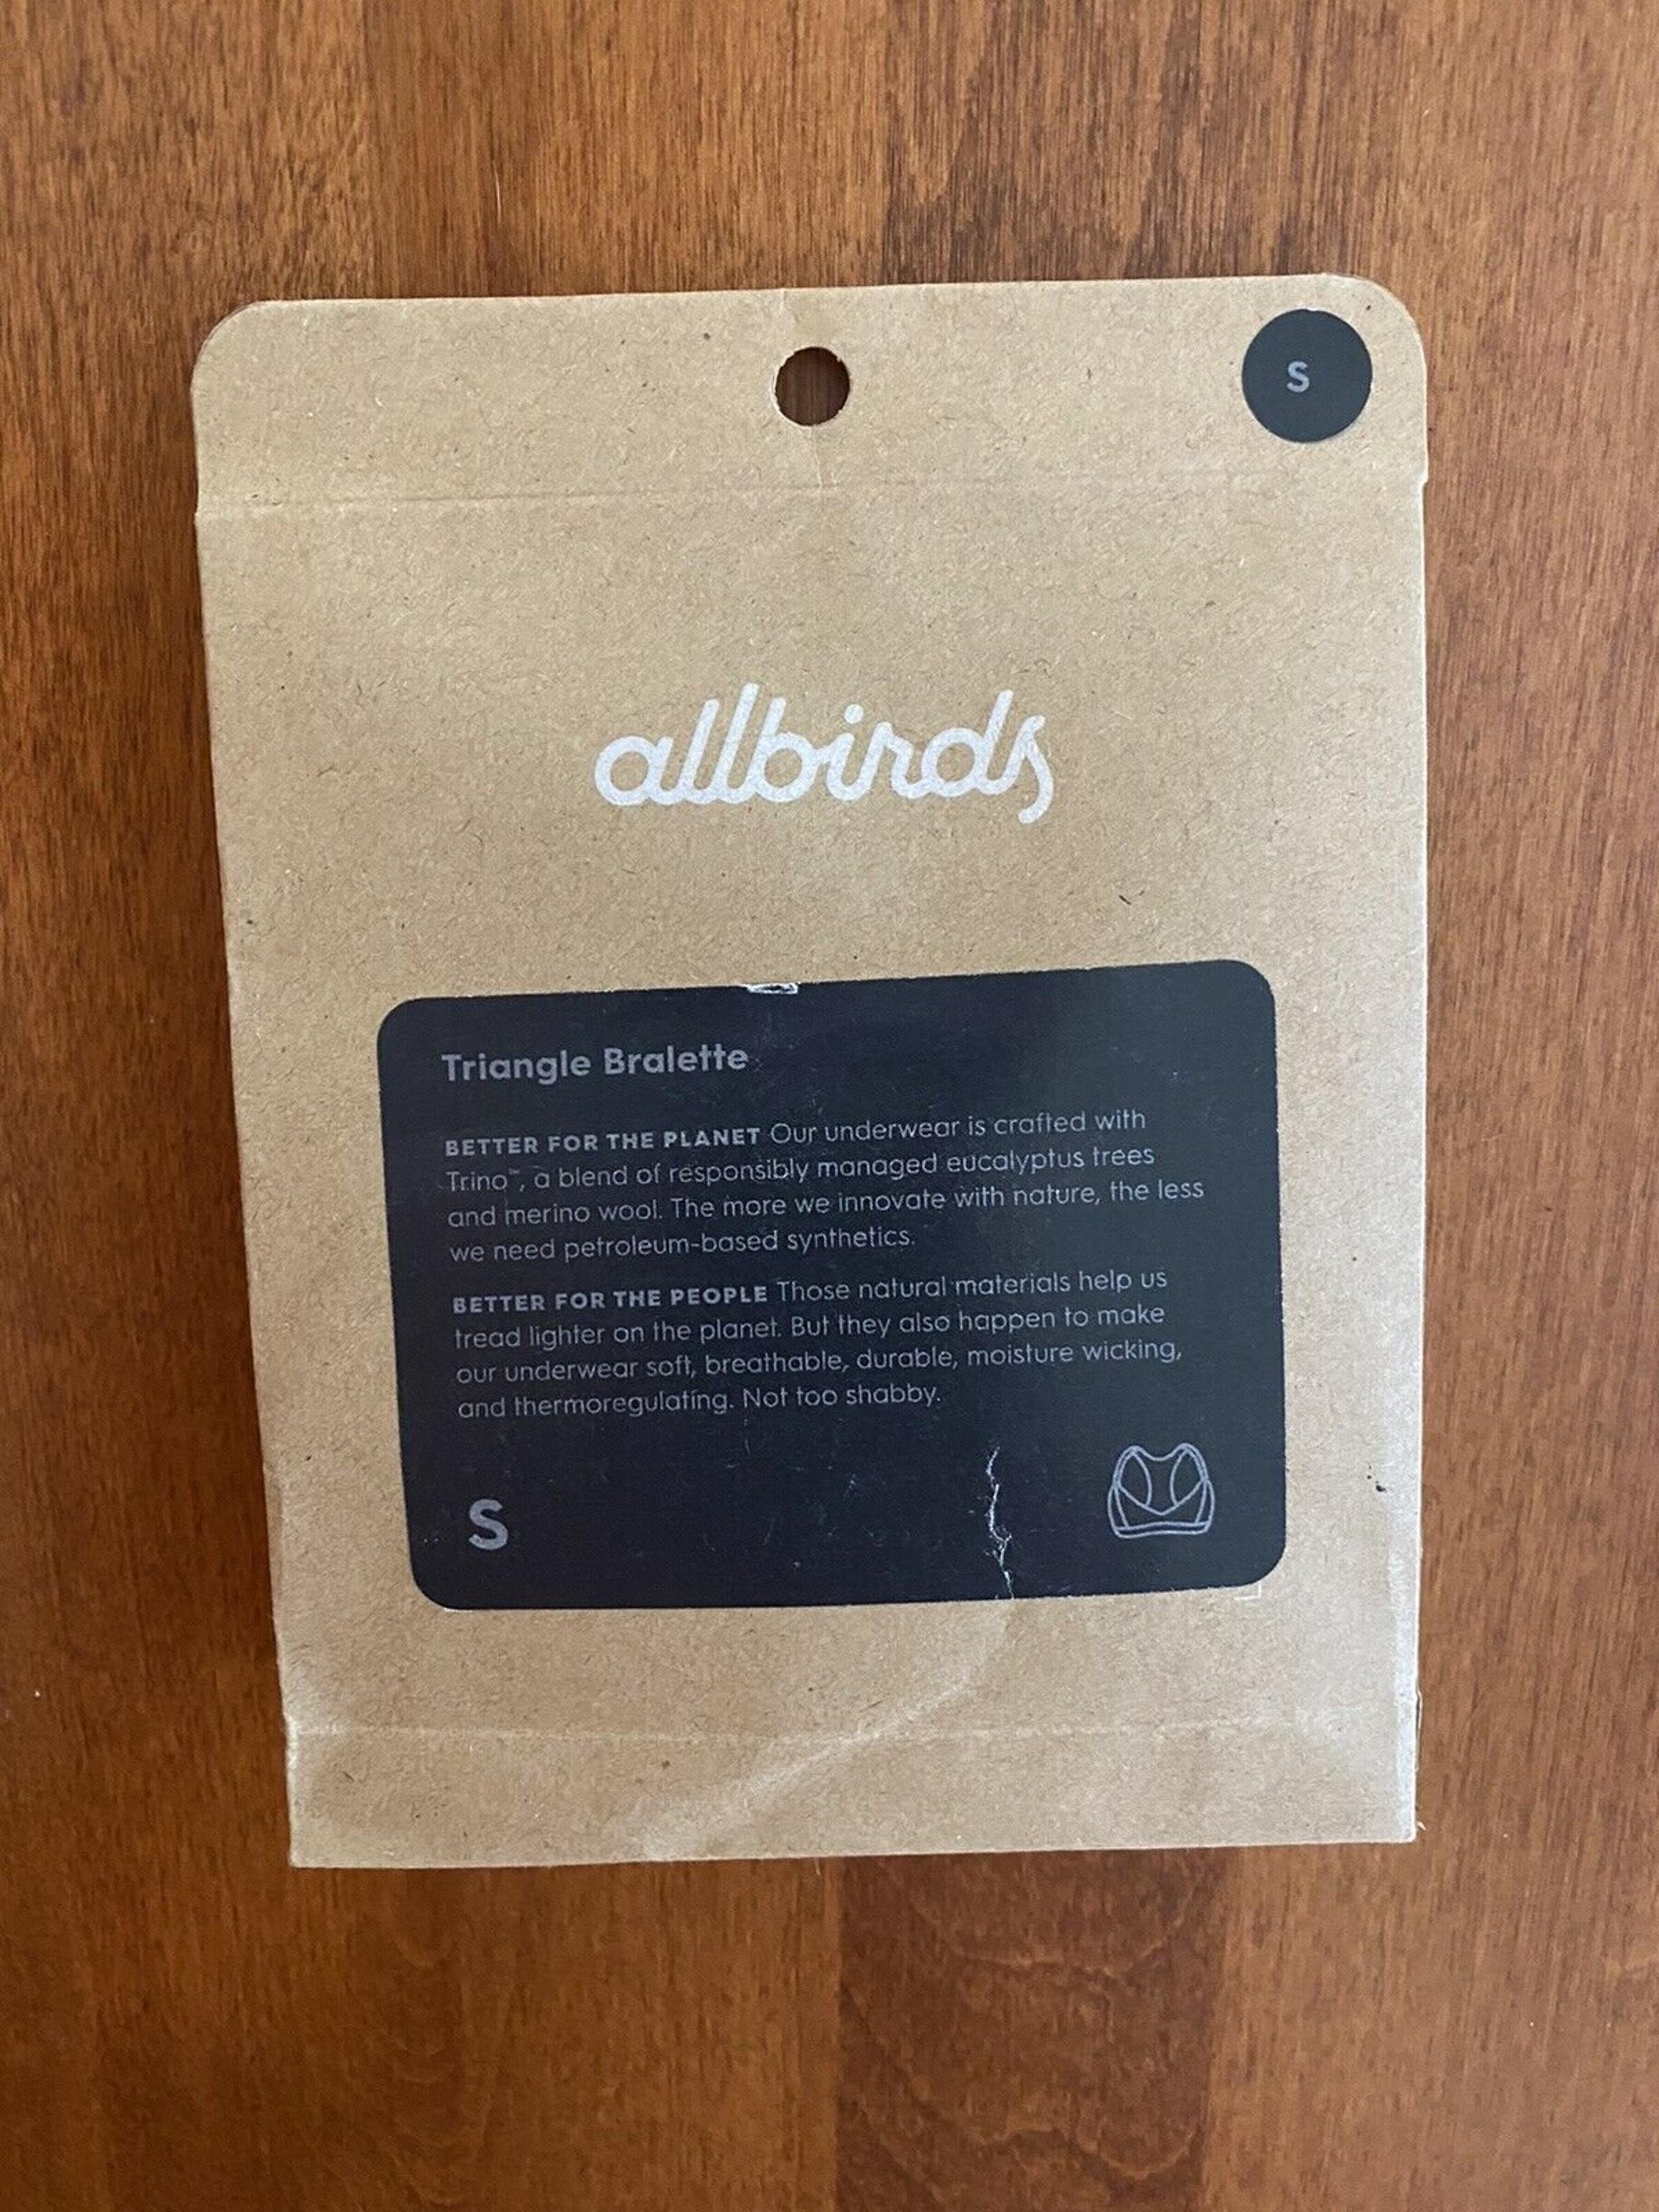 S
allbirds
Triangle Bralette
BETTER FOR THE PLANET Our underwear is crafted with
Trino™, a blend of responsibly managed eucalyptus trees
and merino wool. The more we innovate with nature, the less
we need petroleum-based synthetics.
BETTER FOR THE PEOPLE Those natural materials help us
tread lighter on the planet. But they also happen to make
our underwear soft, breathable, durable, moisture wicking,
and thermoregulating. Not too shabby.
S